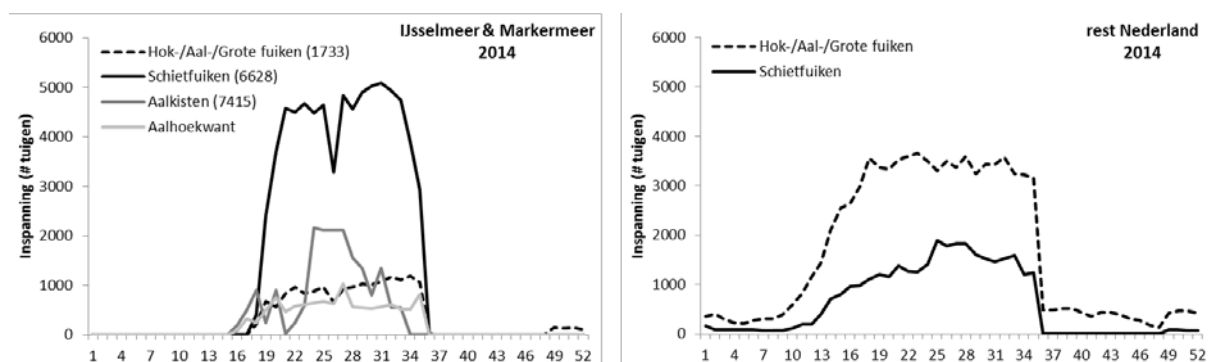 IJsselmeer & Markermeer
2014
6000
5000
4000
3000
2000
1000
0
Inspanning (# tuigen)
Hok-/Aal-/Grote fuiken (1733)
Schietfuiken (6628)
Aalkisten (7415)
Aalhoekwant
1 4 7 10 13 16 19 22 25 28 31 34 37 40 43 46 49 52
rest Nederland
2014
6000
5000
4000
3000
2000
1000
0
Inspanning (# tuigen)
Hok-/Aal-/Grote fuiken
Schietfuiken
1 4 7 10 13 16 19 22 25 28 31 34 37 40 43 46 49 52